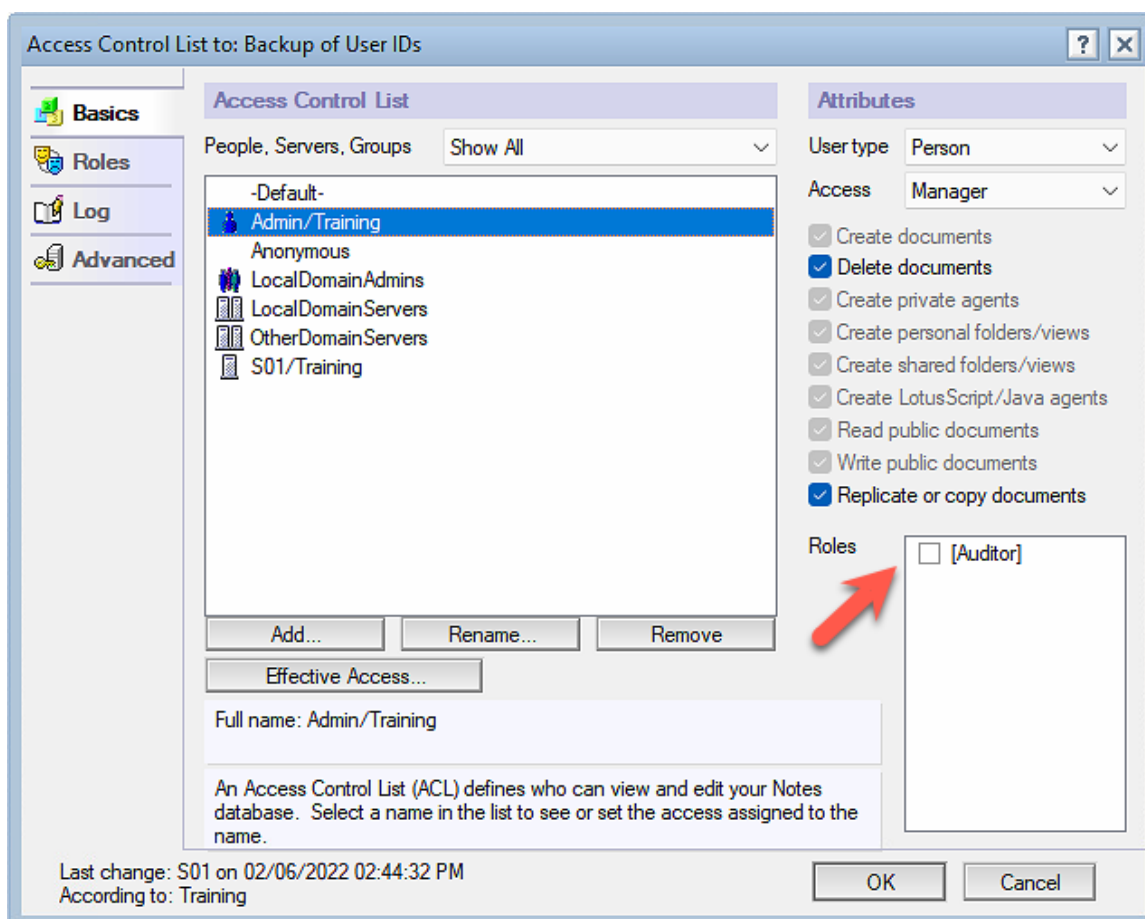 Access Control List to: Backup of User IDs
?
Basics
Roles
Log
Advanced
Access Control List
People, Servers, Groups
Show All
-Default-
Admin/Training
Anonymous
LocalDomainAdmins
LocalDomainServers
OtherDomainServers
S01/Training
Add...
Rename...
Remove
Effective Access...
Full name: Admin/Training
An Access Control List (ACL) defines who can view and edit your Notes
database. Select a name in the list to see or set the access assigned to the
name.
Attributes
User type
Person
Access
Manager
Create documents
Delete documents
Create private agents
Create personal folders/views
Create shared folders/views
Create LotusScript/Java agents
Read public documents
Write public documents
Replicate or copy documents
Roles
[Auditor]
Last change: S01 on 02/06/2022 02:44:32 PM
According to: Training
OK
Cancel